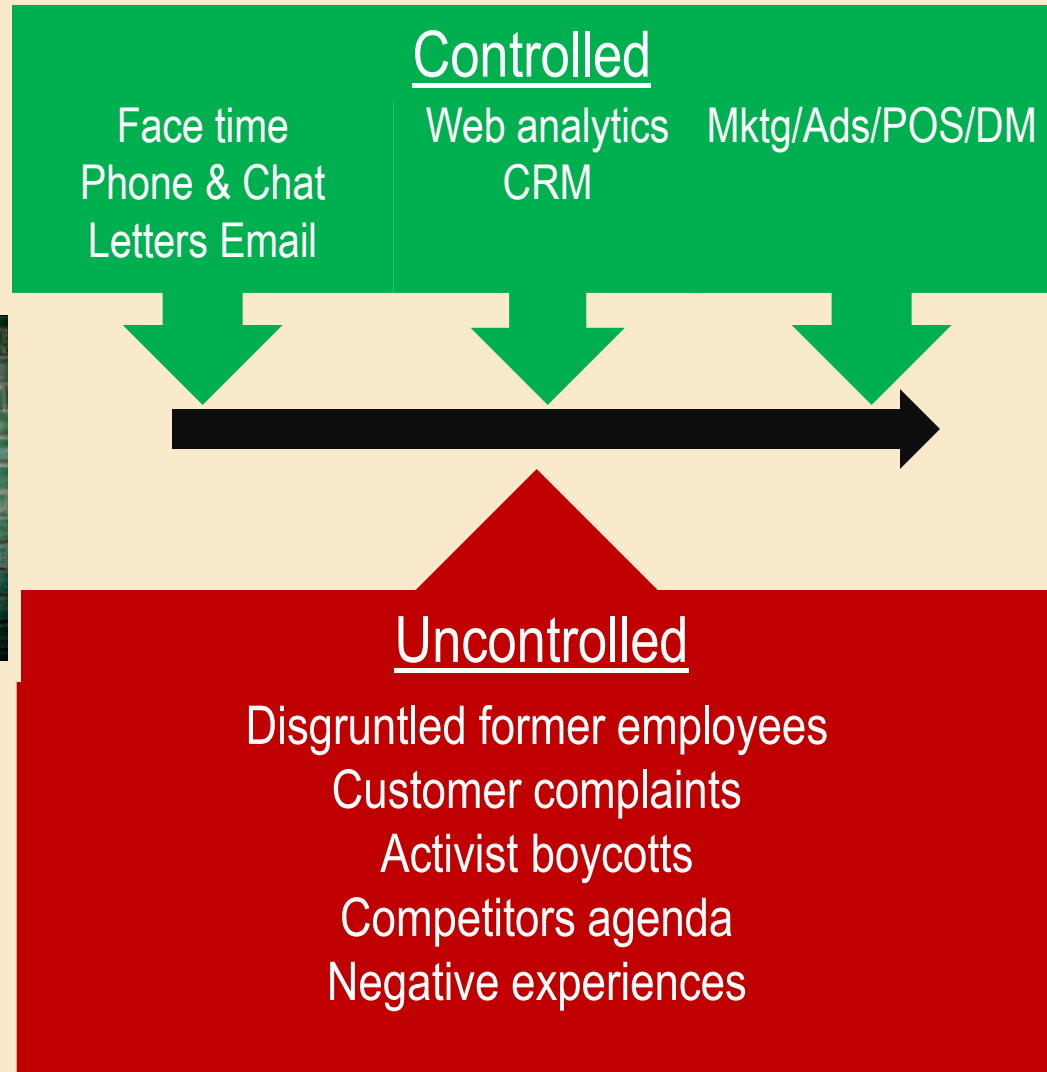 Controlled
Face time
Phone & Chat
Letters Email
Web analytics
CRM
Mktg/Ads/POS/DM
Uncontrolled
Disgruntled former employees
Customer complaints
Activist boycotts
Competitors agenda
Negative experiences